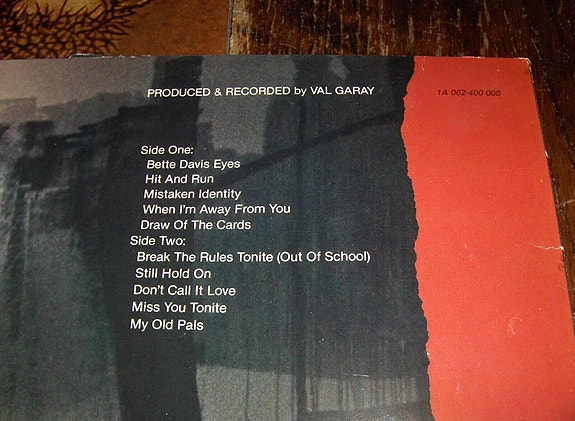 PRODUCED & RECORDED by VAL GARAY
1A 062-400 008
Side One:
Bette Davis Eyes
Hit And Run
Mistaken Identity
When I'm Away From You
Draw Of The Cards
Side Two:
Break The Rules Tonite (Out Of School)
Still Hold On
Don't Call It Love
Miss You Tonite
My Old Pals